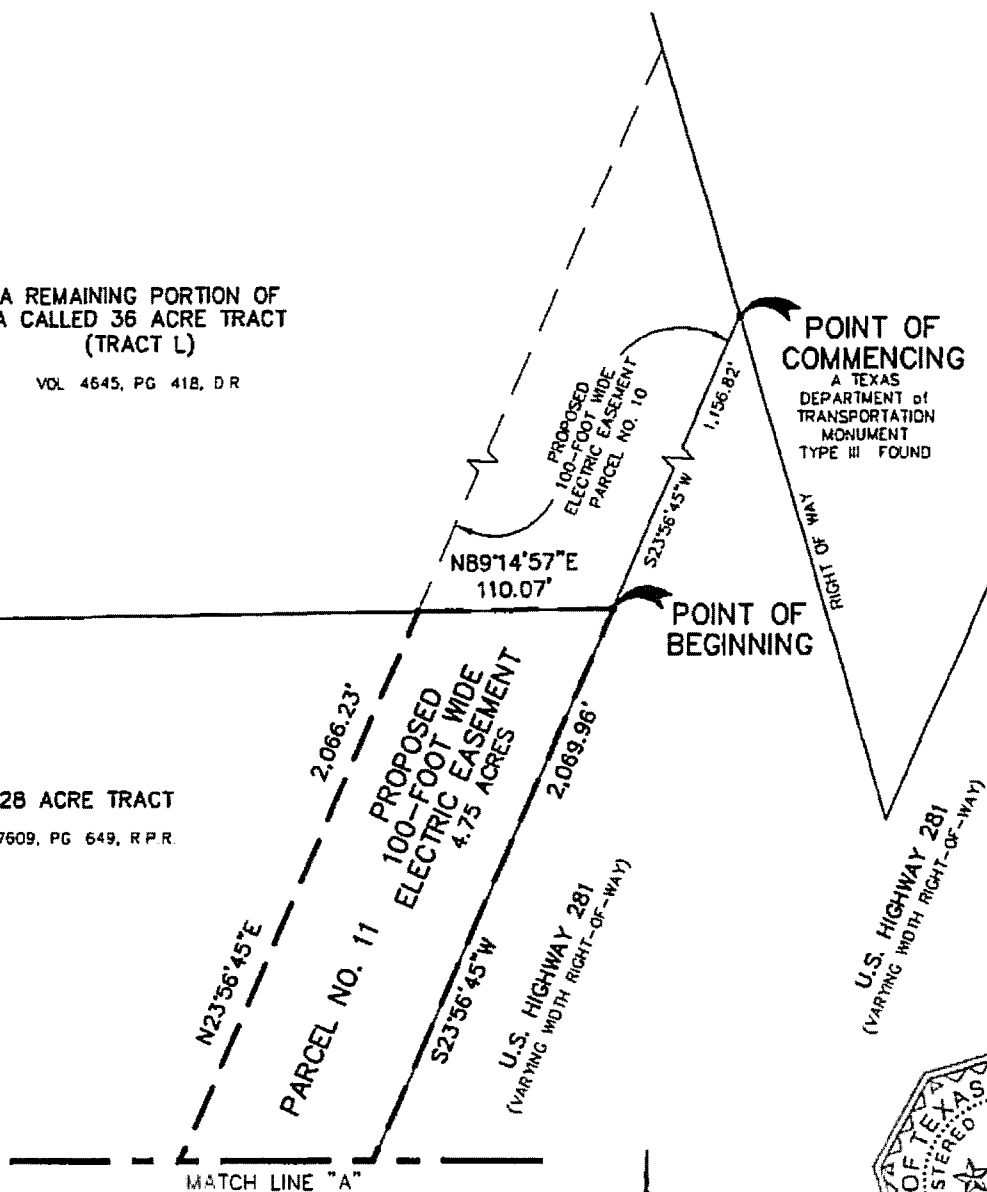 A REMAINING PORTION OF
A CALLED 36 ACRE TRACT
(TRACT L)
VOL 4645, PG 418, D R
PROPOSED
100-FOOT WIDE
ELECTRIC EASEMENT
PARCEL NO. 10
1,156.82'
S23°56'45"W
POINT OF
COMMENCING
A TEXAS
DEPARTMENT of
TRANSPORTATION
MONUMENT
TYPE III FOUND
RIGHT OF WAY
N89°14'57"E
110.07'
POINT OF
BEGINNING
2,066.23'
N23°56'45"E
PROPOSED
100-FOOT WIDE
ELECTRIC EASEMENT
4.75 ACRES
PARCEL NO. 11
2,069.96'
S23°56'45"W
28 ACRE TRACT
7609, PG 649, R P.R.
U.S. HIGHWAY 281
(VARYING WIDTH RIGHT-OF-WAY)
U.S. HIGHWAY 281
(VARYING WIDTH RIGHT-OF-WAY)
MATCH LINE "A"
OF TEXAS
STERED